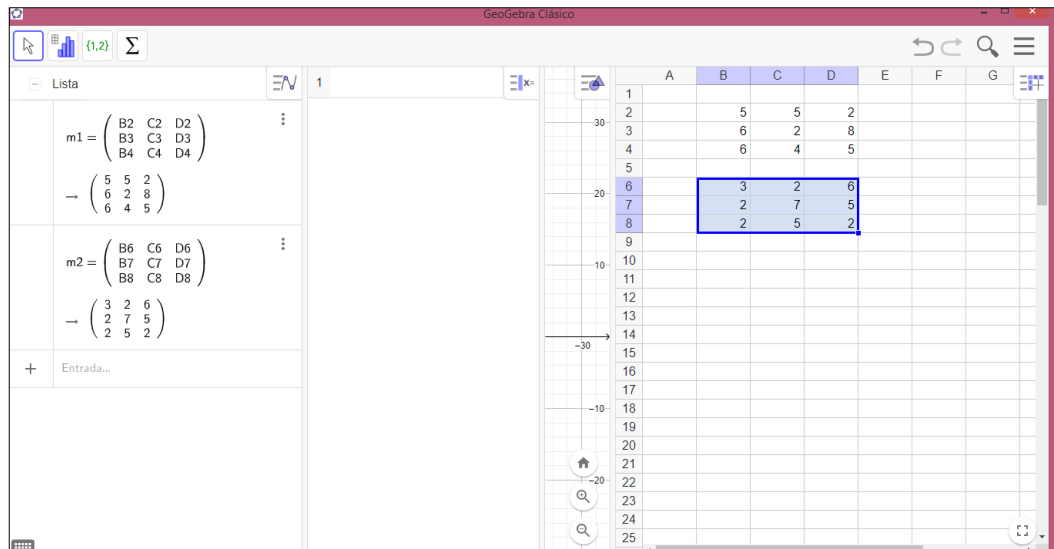 GeoGebra Clásico
{1,2} Σ
Lista
1
x=
A B C D E F G
m1 = ( B2 C2 D2
B3 C3 D3
B4 C4 D4 )
→ ( 5 5 2
6 2 8
6 4 5 )
m2 = ( B6 C6 D6
B7 C7 D7
B8 C8 D8 )
→ ( 3 2 6
2 7 5
2 5 2 )
+ Entrada...
30
20
10
−30
−10
−20
1
2 5 5 2
3 6 2 8
4 6 4 5
5
6 3 2 6
7 2 7 5
8 2 5 2
9
10
11
12
13
14
15
16
17
18
19
20
21
22
23
24
25